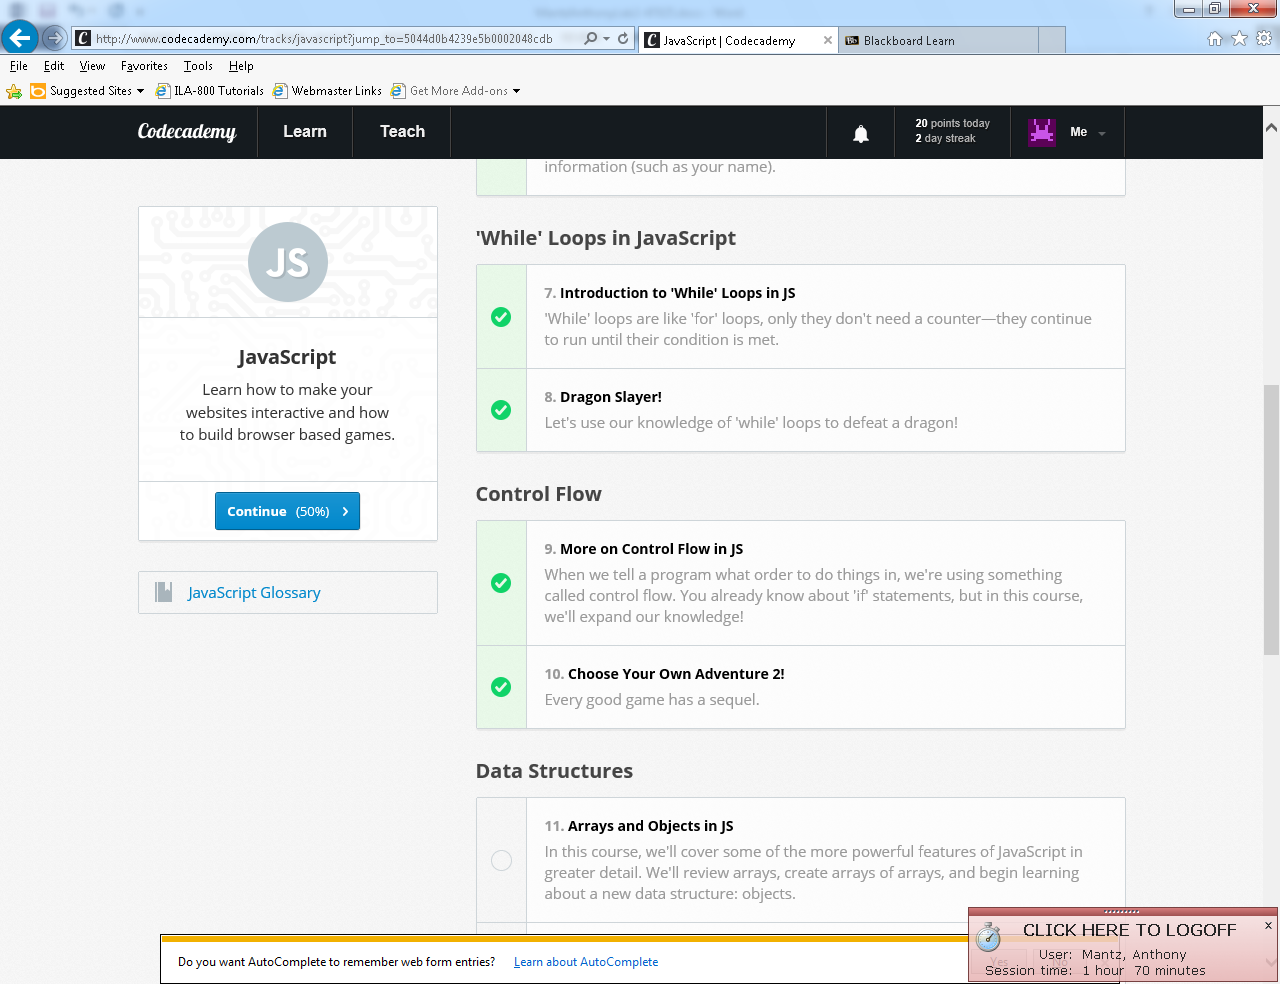 http://www.codecademy.com/tracks/javascript?jump_to=5044d0b4239e5b0002048cdb
JavaScript | Codecademy
Blackboard Learn
File Edit View Favorites Tools Help
Suggested Sites
ILA-800 Tutorials
Webmaster Links
Get More Add-ons
Codecademy
Learn
Teach
20 points today
2 day streak
Me
information (such as your name).
JS
JavaScript
Learn how to make your
websites interactive and how
to build browser based games.
Continue (50%)
JavaScript Glossary
'While' Loops in JavaScript
7. Introduction to 'While' Loops in JS
'While' loops are like 'for' loops, only they don't need a counter—they continue
to run until their condition is met.
8. Dragon Slayer!
Let's use our knowledge of 'while' loops to defeat a dragon!
Control Flow
9. More on Control Flow in JS
When we tell a program what order to do things in, we're using something
called control flow. You already know about 'if' statements, but in this course,
we'll expand our knowledge!
10. Choose Your Own Adventure 2!
Every good game has a sequel.
Data Structures
11. Arrays and Objects in JS
In this course, we'll cover some of the more powerful features of JavaScript in
greater detail. We'll review arrays, create arrays of arrays, and begin learning
about a new data structure: objects.
Do you want AutoComplete to remember web form entries? Learn about AutoComplete
Yes
CLICK HERE TO LOGOFF
User: Mantz, Anthony
Session time: 1 hour 70 minutes